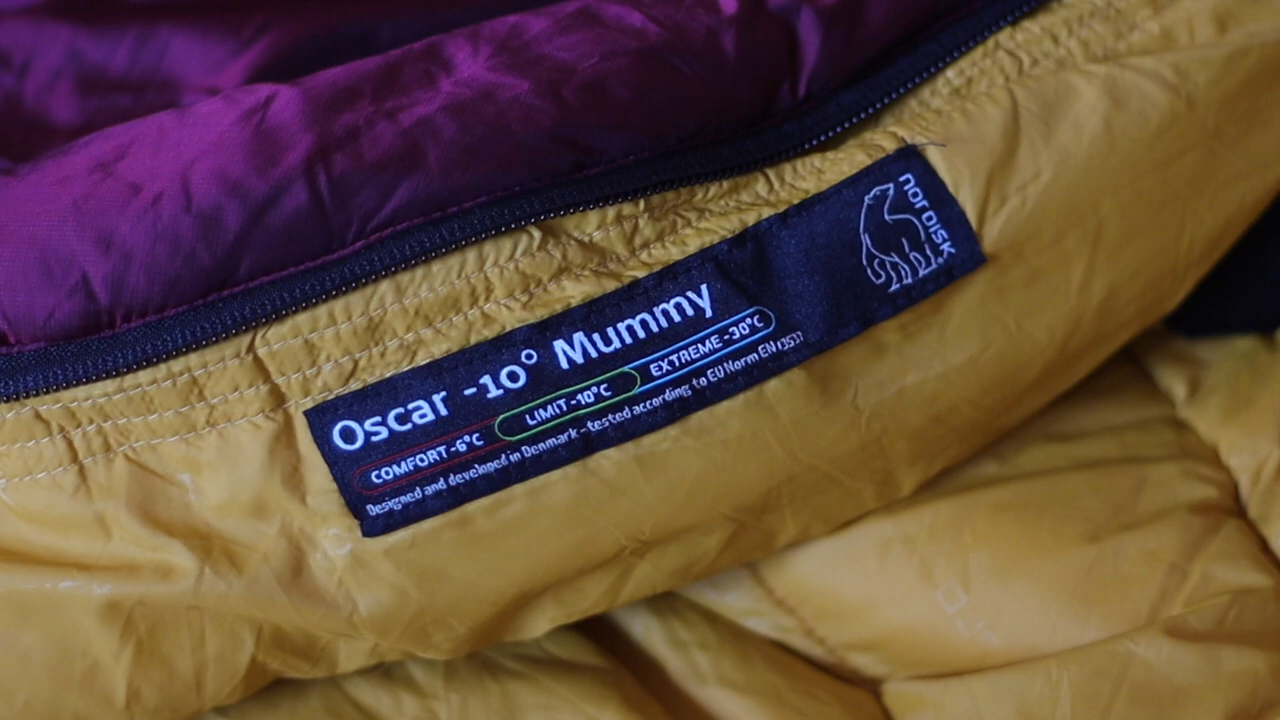 Oscar -10° Mummy
COMFORT -6°C LIMIT -10°C EXTREME -30°C
Designed and developed in Denmark - tested according to EU Norm EN 13537
nordisk®